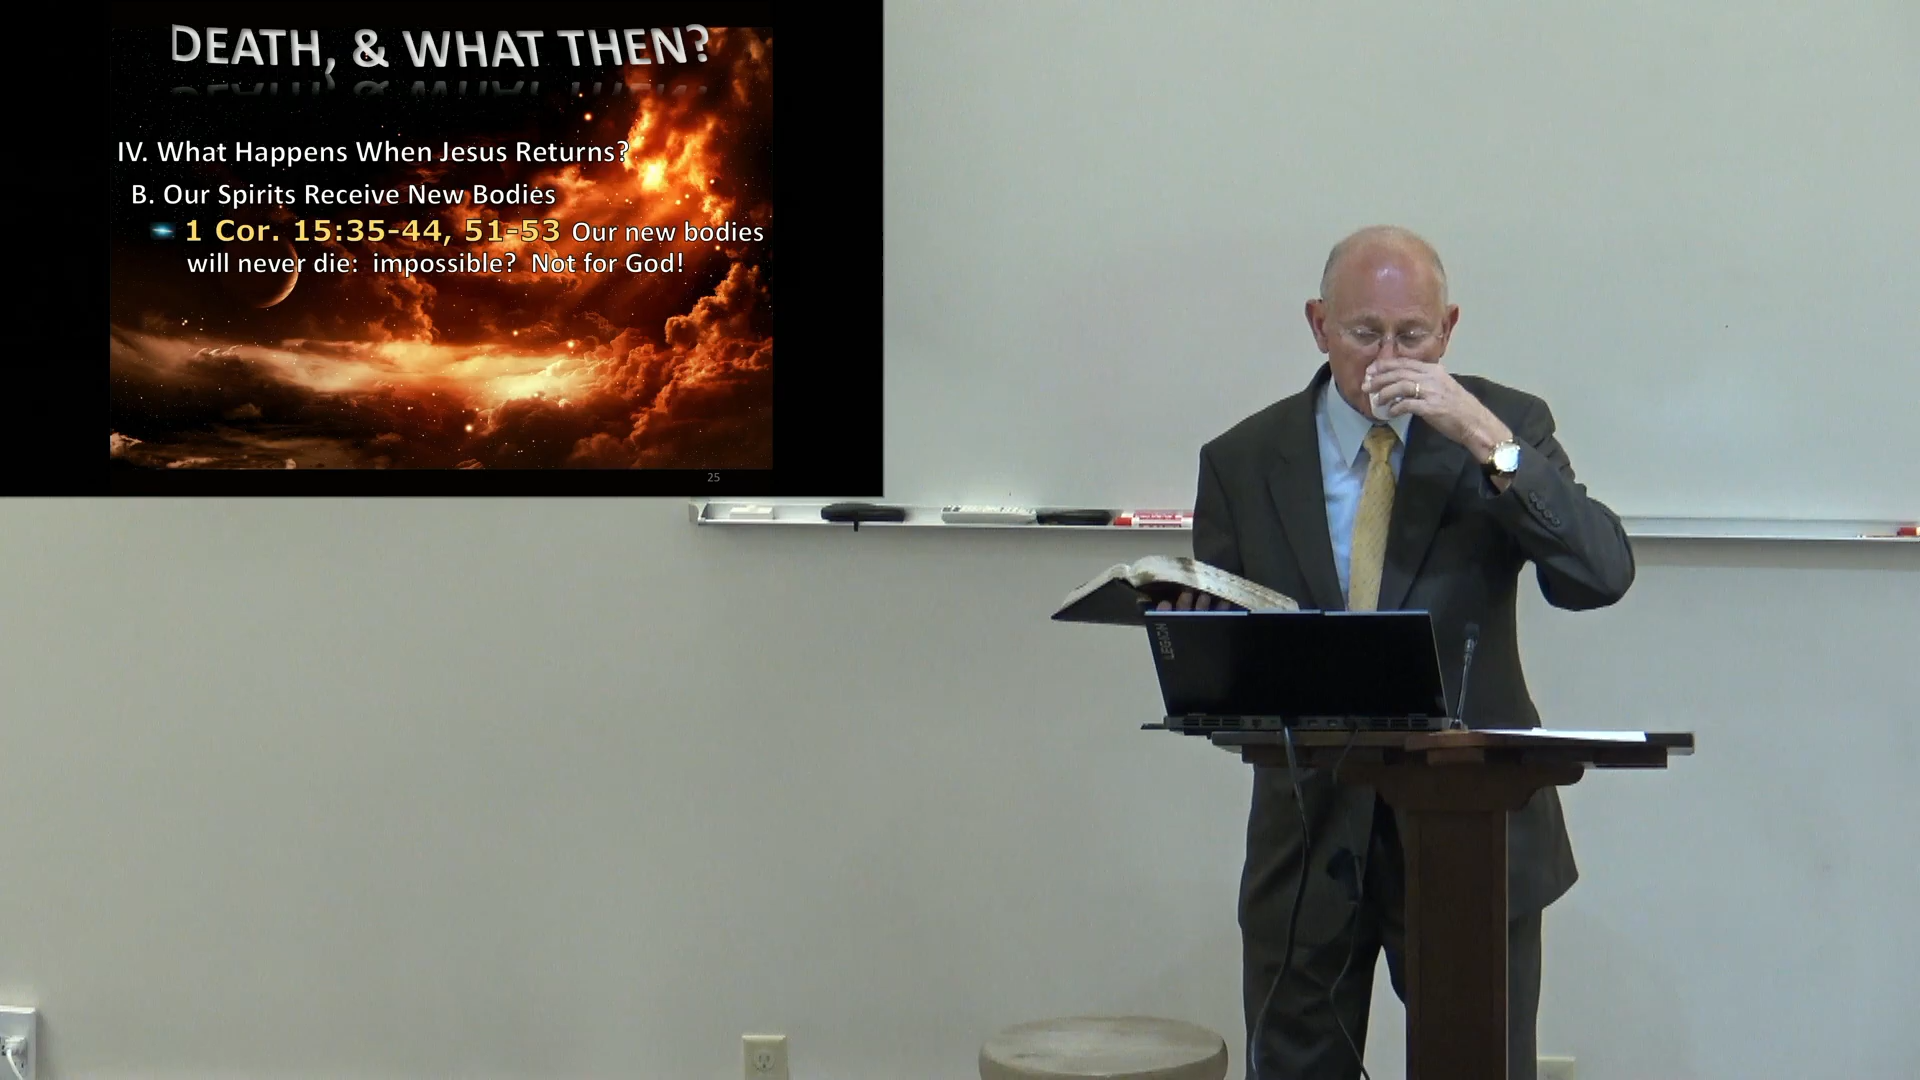 DEATH, & WHAT THEN?
IV. What Happens When Jesus Returns?
B. Our Spirits Receive New Bodies
1 Cor. 15:35-44, 51-53 Our new bodies
will never die: impossible? Not for God!
25
LEGION